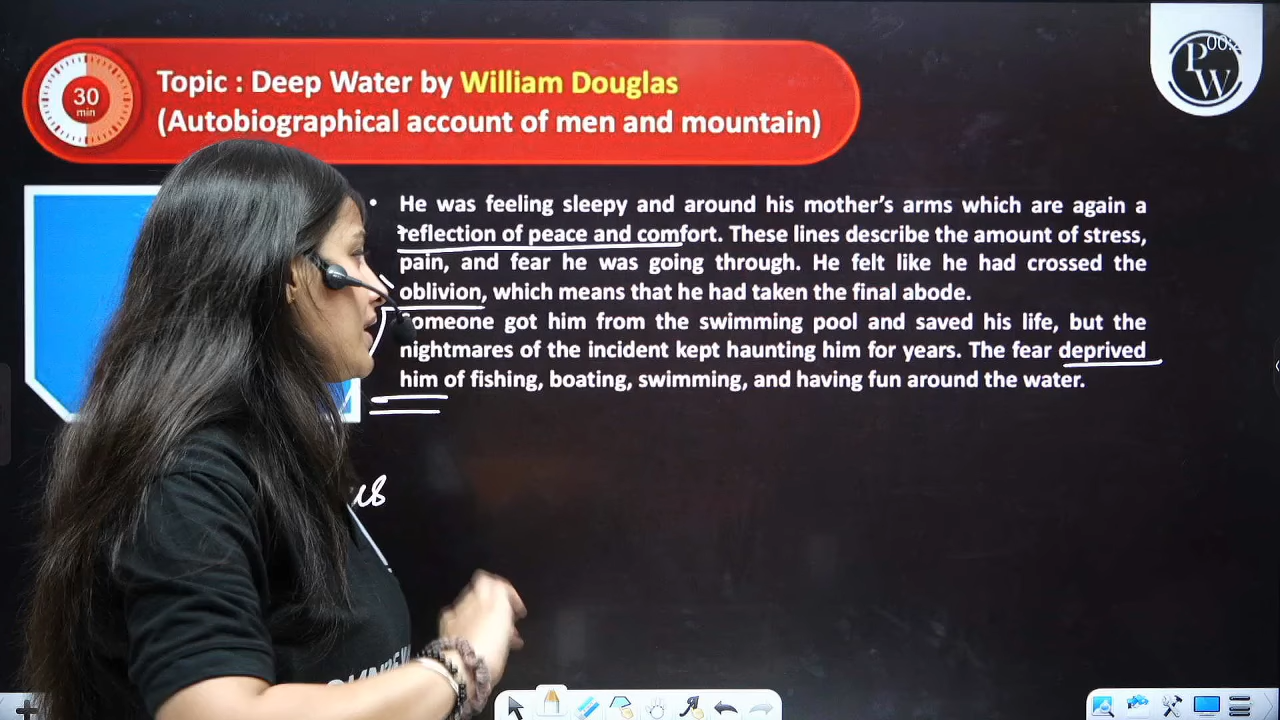 30
min
Topic : Deep Water by William Douglas
(Autobiographical account of men and mountain)
PW
• He was feeling sleepy and around his mother's arms which are again a
reflection of peace and comfort. These lines describe the amount of stress,
pain, and fear he was going through. He felt like he had crossed the
oblivion, which means that he had taken the final abode.
omeone got him from the swimming pool and saved his life, but the
nightmares of the incident kept haunting him for years. The fear deprived
him of fishing, boating, swimming, and having fun around the water.